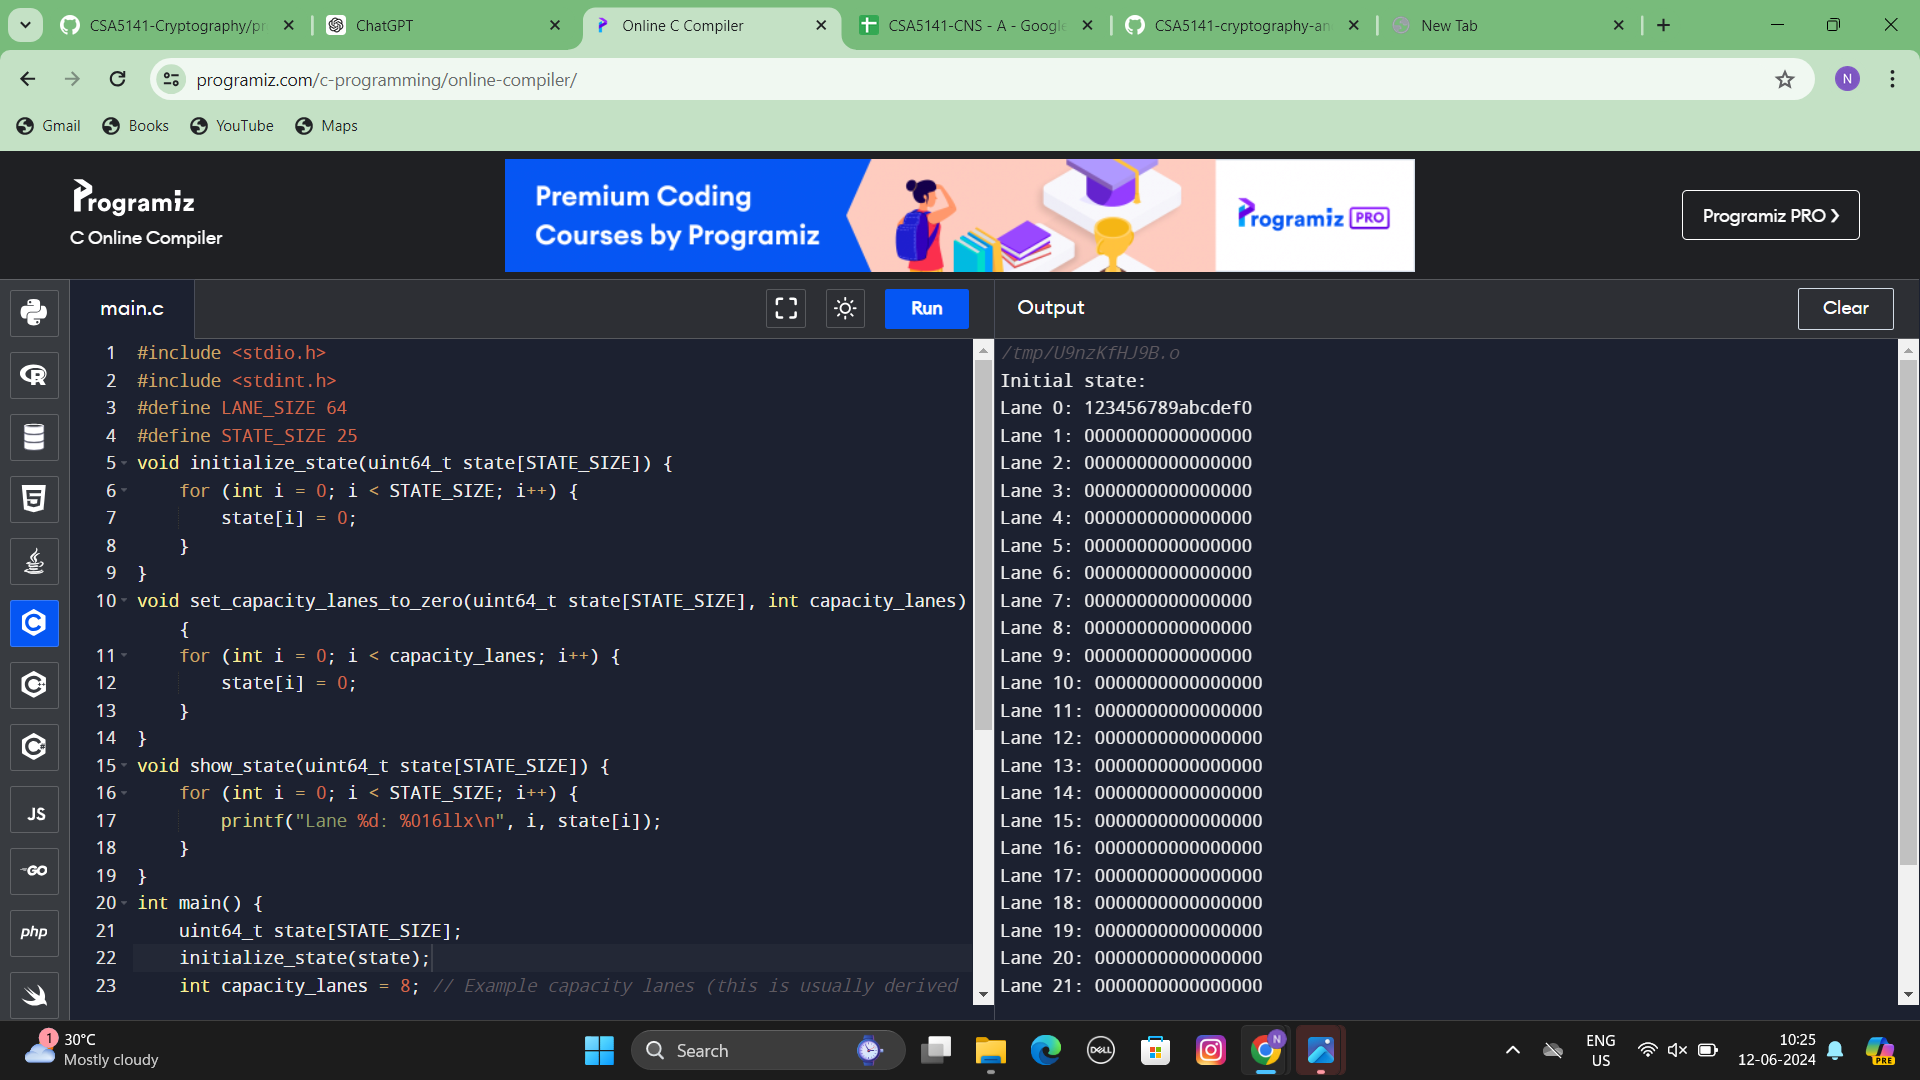 CSA5141-Cryptography/pr
ChatGPT
Online C Compiler
CSA5141-CNS - A - Google
CSA5141-cryptography-an
New Tab
programiz.com/c-programming/online-compiler/
N
Gmail
Books
YouTube
Maps
Programiz
C Online Compiler
Premium Coding
Courses by Programiz
Programiz PRO
Programiz PRO ❯
main.c
Run
Output
Clear
1 #include <stdio.h>
2 #include <stdint.h>
3 #define LANE_SIZE 64
4 #define STATE_SIZE 25
5 void initialize_state(uint64_t state[STATE_SIZE]) {
6 for (int i = 0; i < STATE_SIZE; i++) {
7 state[i] = 0;
8 }
9 }
10 void set_capacity_lanes_to_zero(uint64_t state[STATE_SIZE], int capacity_lanes)
{
11 for (int i = 0; i < capacity_lanes; i++) {
12 state[i] = 0;
13 }
14 }
15 void show_state(uint64_t state[STATE_SIZE]) {
16 for (int i = 0; i < STATE_SIZE; i++) {
17 printf("Lane %d: %016llx\n", i, state[i]);
18 }
19 }
20 int main() {
21 uint64_t state[STATE_SIZE];
22 initialize_state(state);
23 int capacity_lanes = 8; // Example capacity lanes (this is usually derived
/tmp/U9nzKfHJ9B.o
Initial state:
Lane 0: 123456789abcdef0
Lane 1: 0000000000000000
Lane 2: 0000000000000000
Lane 3: 0000000000000000
Lane 4: 0000000000000000
Lane 5: 0000000000000000
Lane 6: 0000000000000000
Lane 7: 0000000000000000
Lane 8: 0000000000000000
Lane 9: 0000000000000000
Lane 10: 0000000000000000
Lane 11: 0000000000000000
Lane 12: 0000000000000000
Lane 13: 0000000000000000
Lane 14: 0000000000000000
Lane 15: 0000000000000000
Lane 16: 0000000000000000
Lane 17: 0000000000000000
Lane 18: 0000000000000000
Lane 19: 0000000000000000
Lane 20: 0000000000000000
Lane 21: 0000000000000000
JS
GO
php
1
30°C
Mostly cloudy
Search
DELL
N
ENG
US
10:25
12-06-2024
PRE